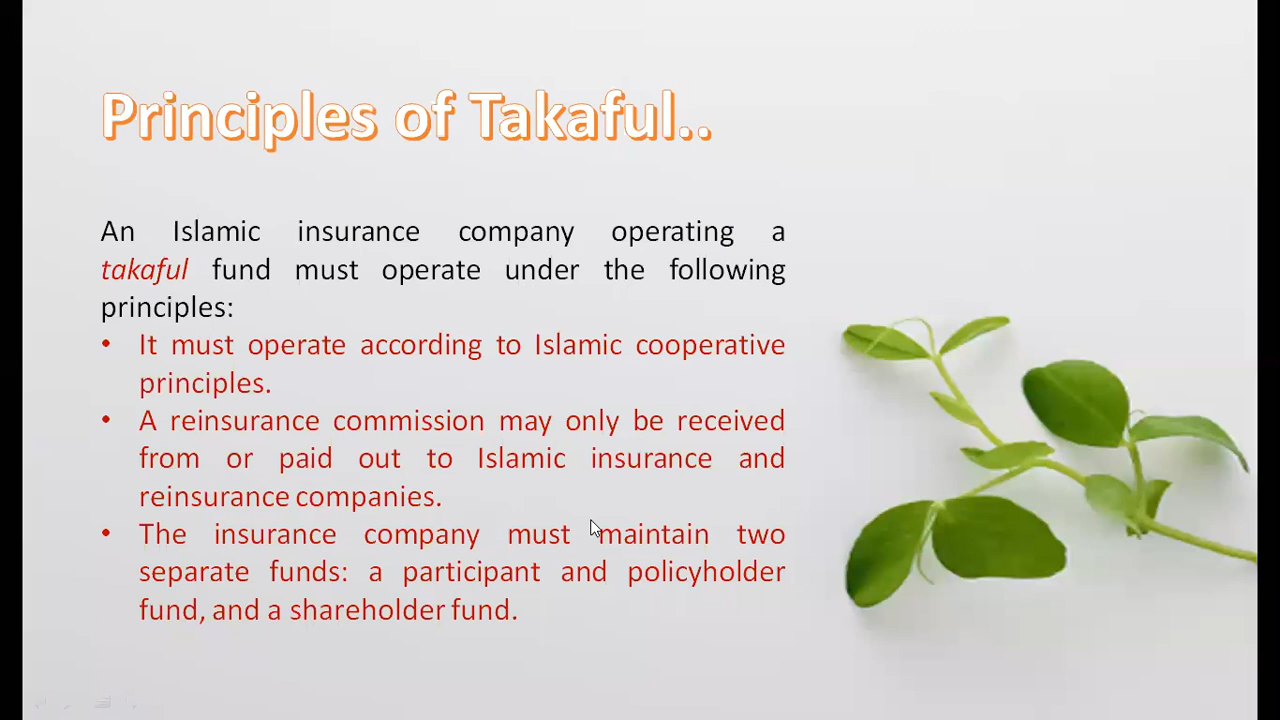 Principles of Takaful..
An Islamic insurance company operating a
takaful fund must operate under the following
principles:
• It must operate according to Islamic cooperative
principles.
• A reinsurance commission may only be received
from or paid out to Islamic insurance and
reinsurance companies.
• The insurance company must maintain two
separate funds: a participant and policyholder
fund, and a shareholder fund.